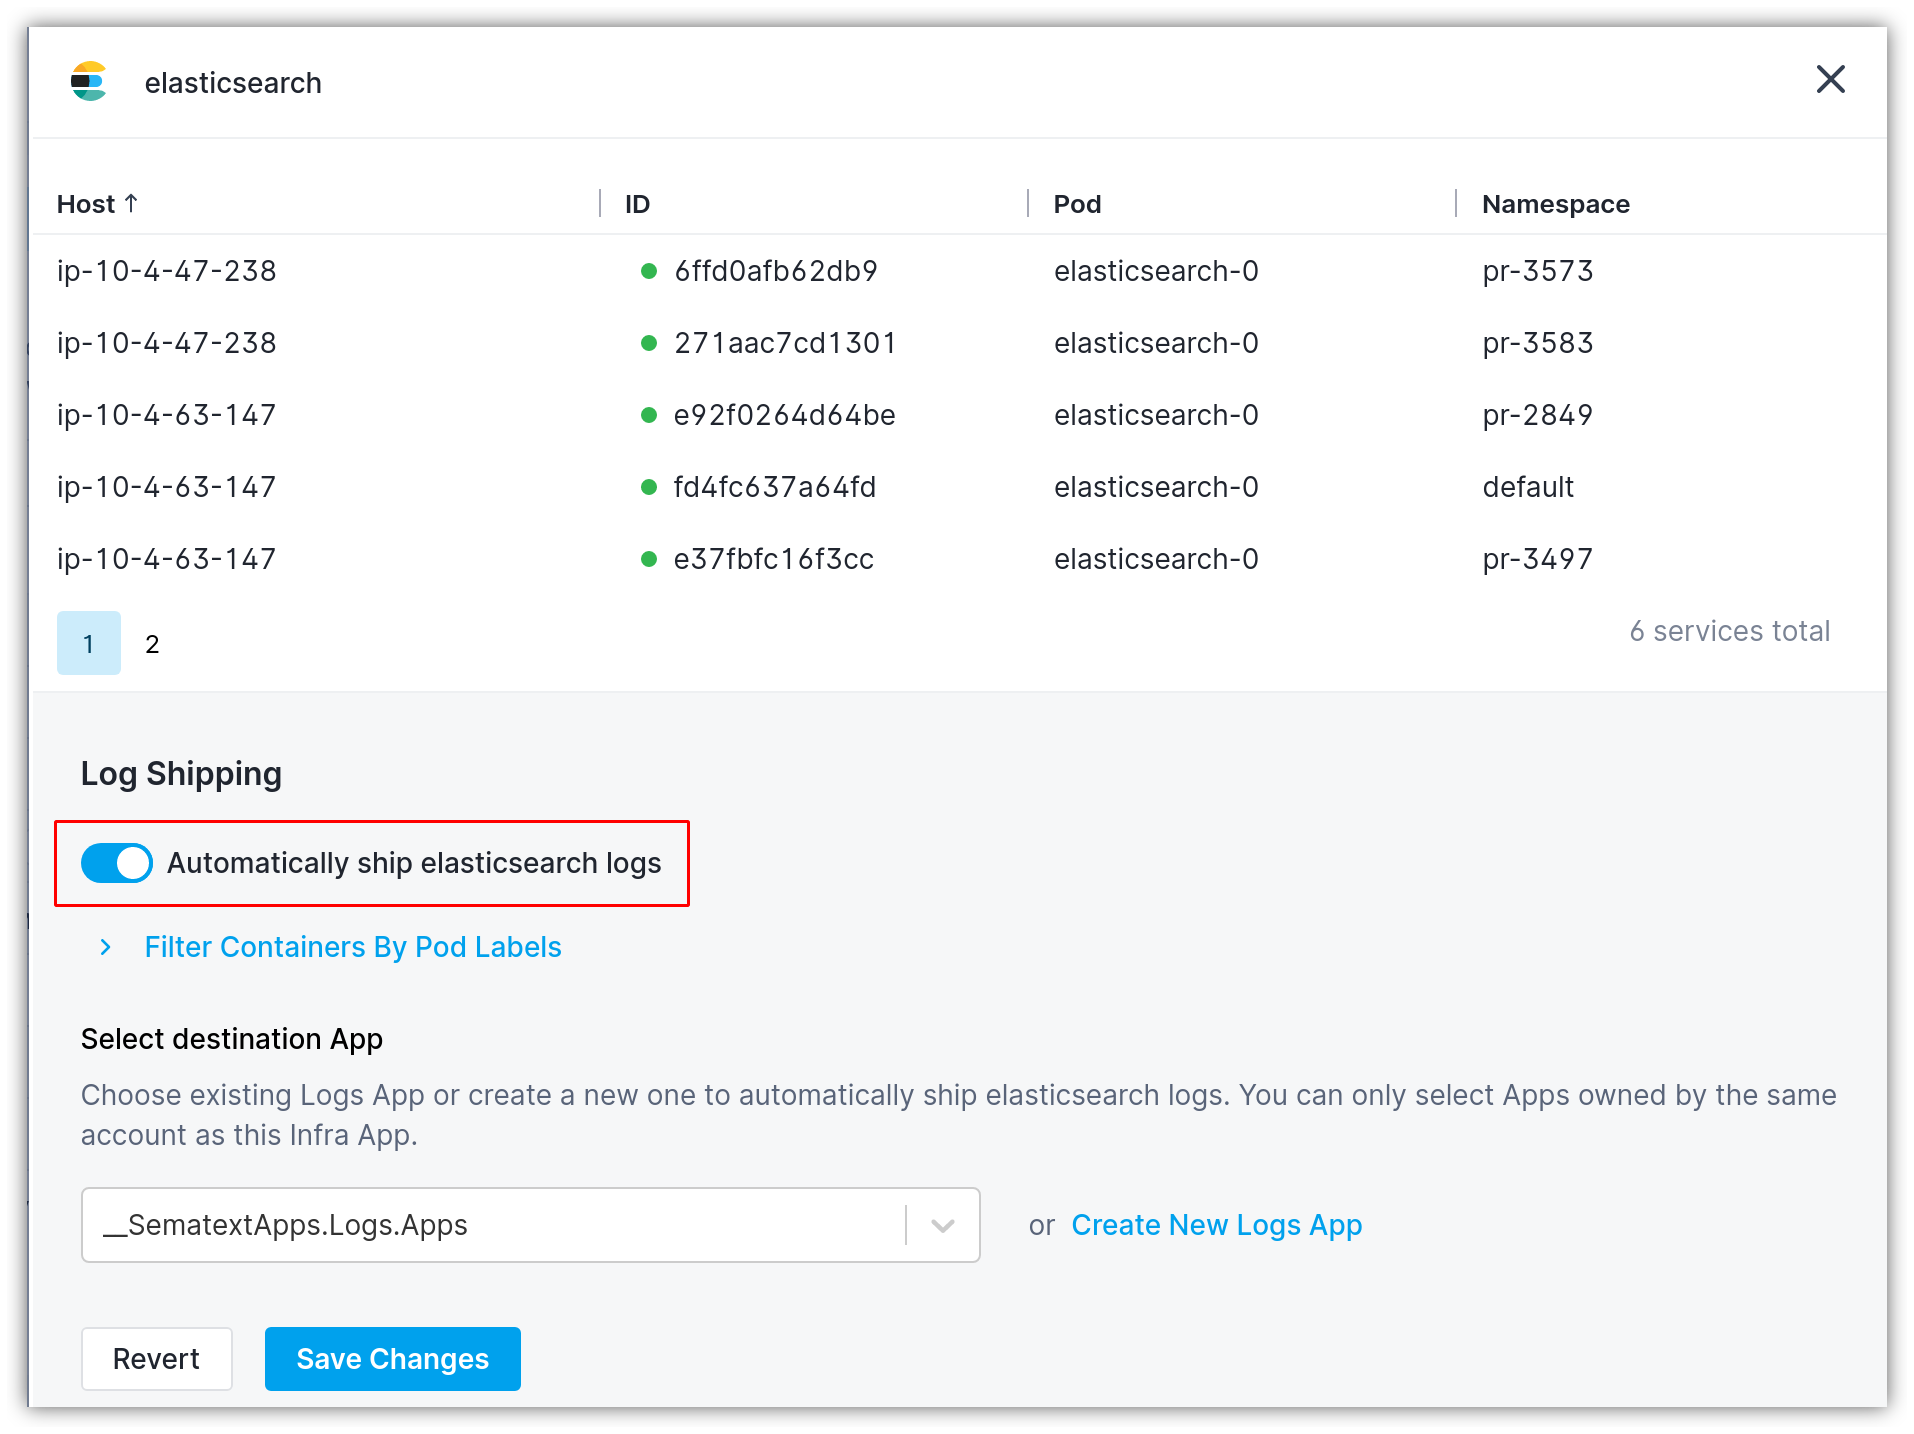 elasticsearch
Host ↑ ID Pod Namespace
ip-10-4-47-238 6ffd0afb62db9 elasticsearch-0 pr-3573
ip-10-4-47-238 271aac7cd1301 elasticsearch-0 pr-3583
ip-10-4-63-147 e92f0264d64be elasticsearch-0 pr-2849
ip-10-4-63-147 fd4fc637a64fd elasticsearch-0 default
ip-10-4-63-147 e37fbfc16f3cc elasticsearch-0 pr-3497
1 2 6 services total
Log Shipping
Automatically ship elasticsearch logs
Filter Containers By Pod Labels
Select destination App
Choose existing Logs App or create a new one to automatically ship elasticsearch logs. You can only select Apps owned by the same
account as this Infra App.
__SematextApps.Logs.Apps or Create New Logs App
Revert Save Changes